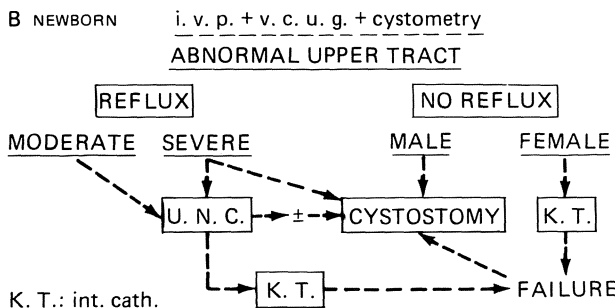 B NEWBORN i. v. p. + v. c. u. g. + cystometry
ABNORMAL UPPER TRACT
REFLUX NO REFLUX
MODERATE SEVERE MALE FEMALE
U. N. C. ± CYSTOSTOMY K. T.
K. T. FAILURE
K. T.: int. cath.